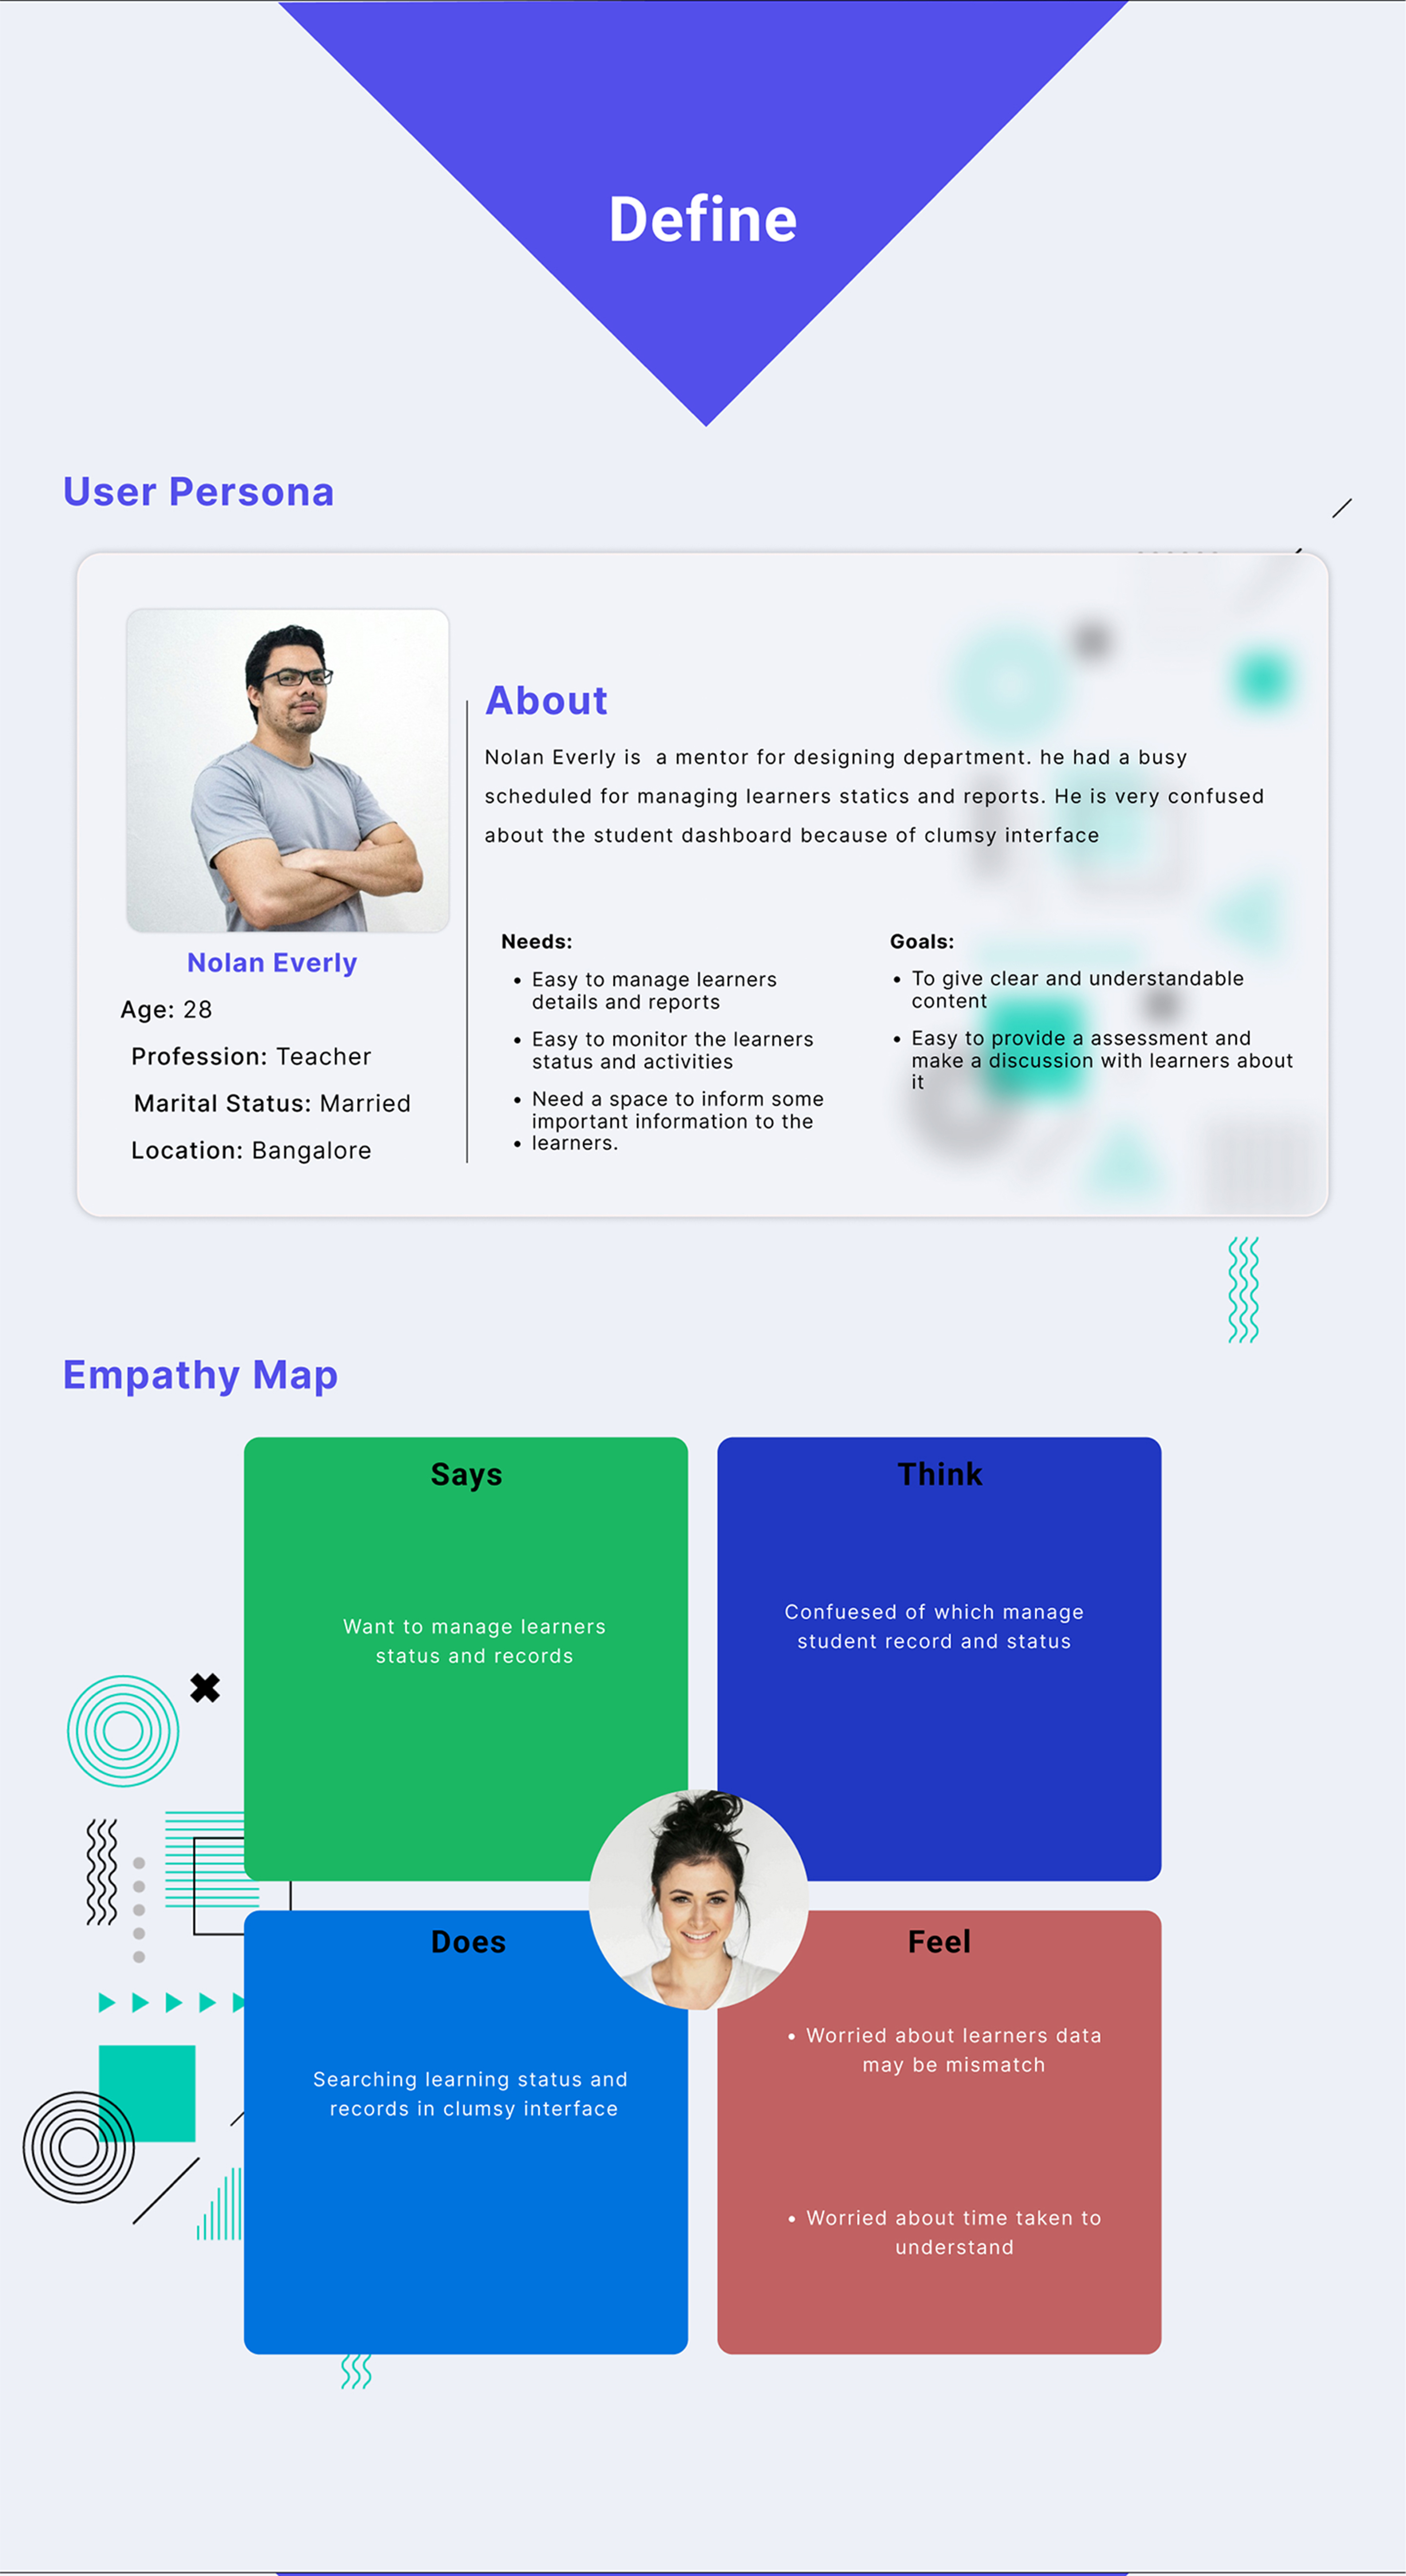 Define
User Persona
About
Nolan Everly is  a mentor for designing department. he had a busy
scheduled for managing learners statics and reports. He is very confused
about the student dashboard because of clumsy interface
Nolan Everly
Age: 28
Profession: Teacher
Marital Status: Married
Location: Bangalore
Needs:
• Easy to manage learners
details and reports
• Easy to monitor the learners
status and activities
• Need a space to inform some
important information to the
• learners.
Goals:
• To give clear and understandable
content
• Easy to provide a assessment and
make a discussion with learners about
it
Empathy Map
Says
Want to manage learners
status and records
Think
Confuesed of which manage
student record and status
Does
Searching learning status and
records in clumsy interface
Feel
• Worried about learners data
may be mismatch
• Worried about time taken to
understand